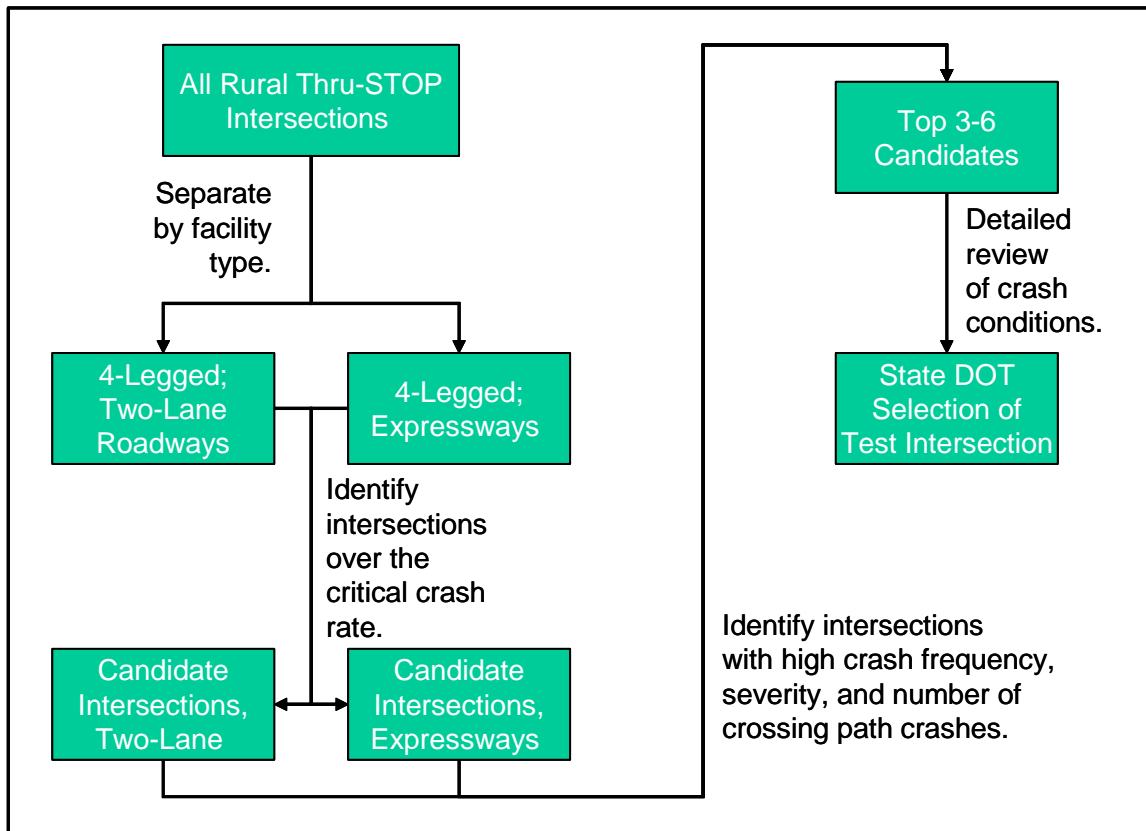 All Rural Thru-STOP
Intersections
Separate
by facility
type.
4-Legged;
Two-Lane
Roadways
4-Legged;
Expressways
Identify
intersections
over the
critical crash
rate.
Candidate
Intersections,
Two-Lane
Candidate
Intersections,
Expressways
Identify intersections
with high crash frequency,
severity, and number of
crossing path crashes.
Top 3-6
Candidates
Detailed
review
of crash
conditions.
State DOT
Selection of
Test Intersection